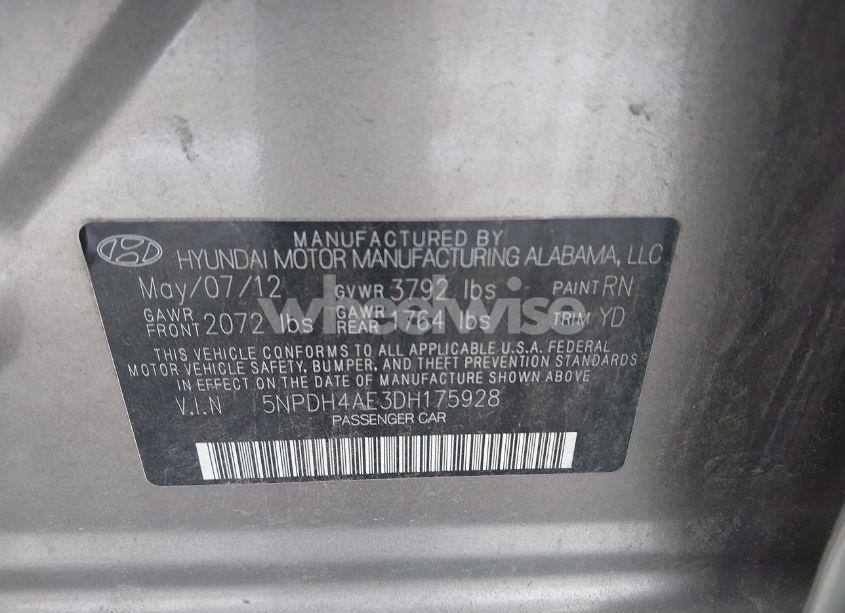 MANUFACTURED BY
HYUNDAI MOTOR MANUFACTURING ALABAMA, LLC
May/07/12 GVWR 3792 lbs PAINT RN
GAWR FRONT 2072 lbs GAWR REAR 1764 lbs TRIM YD
THIS VEHICLE CONFORMS TO ALL APPLICABLE U.S.A. FEDERAL
MOTOR VEHICLE SAFETY, BUMPER, AND THEFT PREVENTION STANDARDS
IN EFFECT ON THE DATE OF MANUFACTURE SHOWN ABOVE
V.I.N 5NPDH4AE3DH175928
PASSENGER CAR
wheelwise